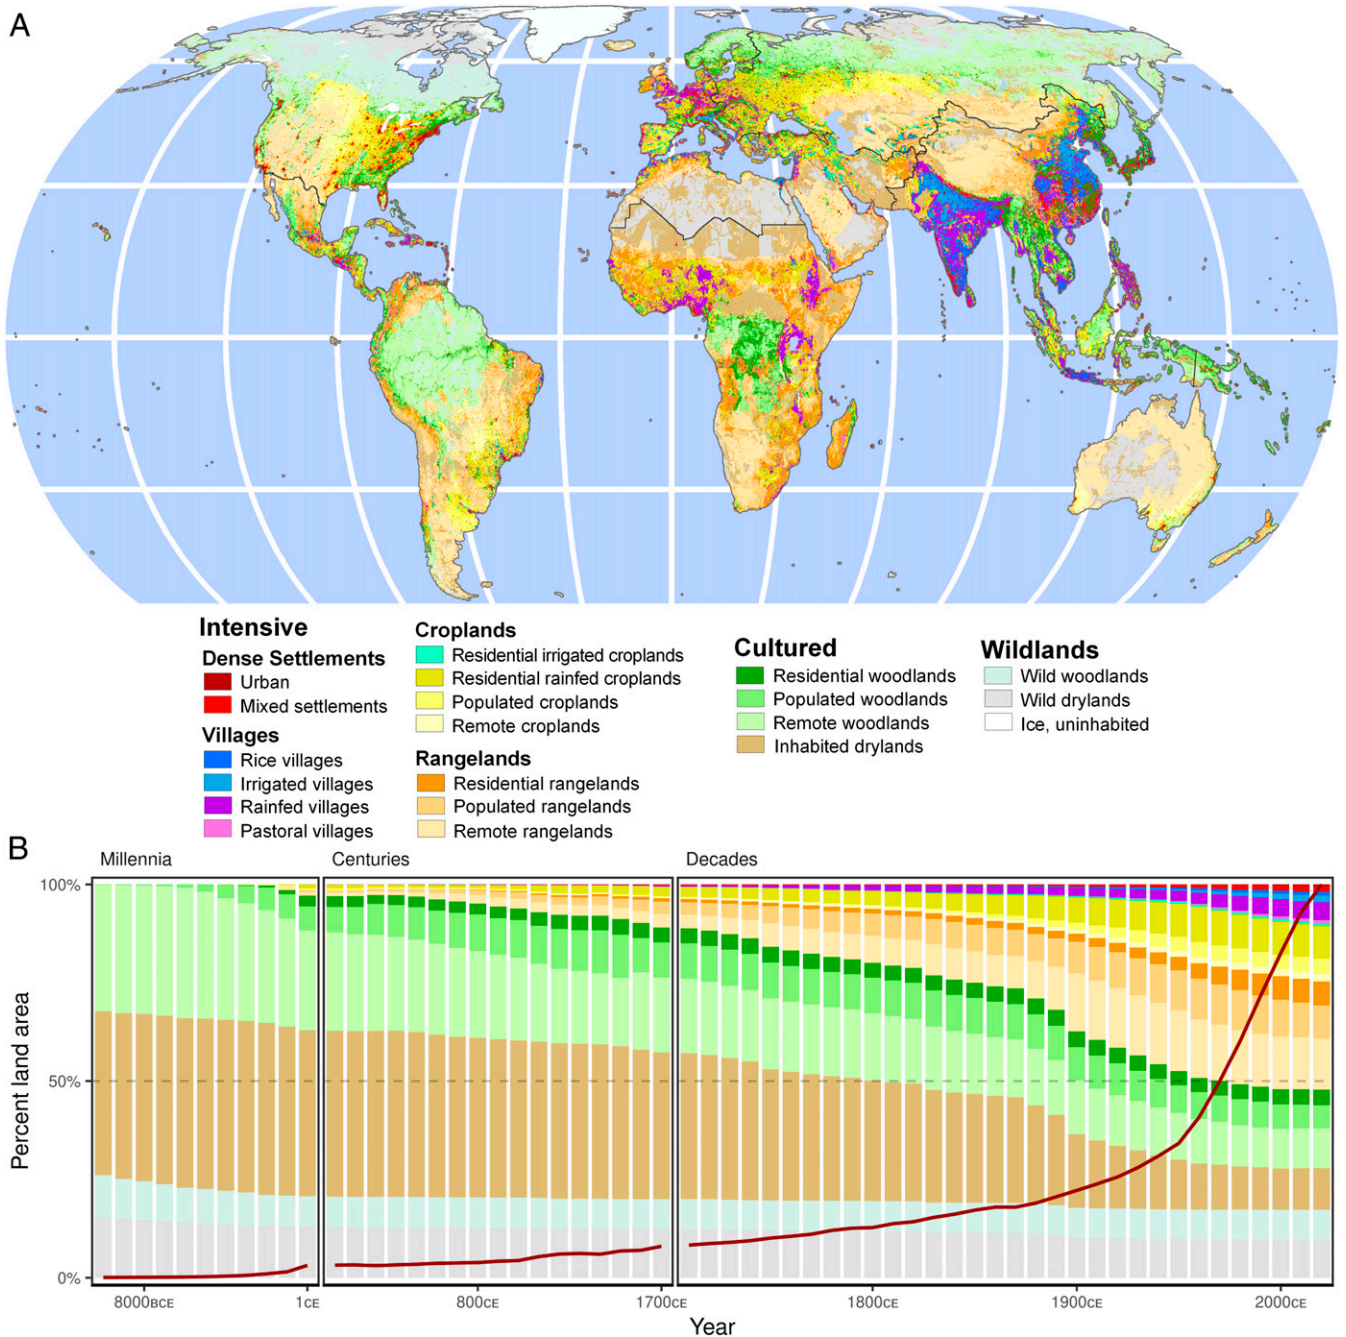 A
Intensive
Dense Settlements
Urban
Mixed settlements
Villages
Rice villages
Irrigated villages
Rainfed villages
Pastoral villages
Croplands
Residential irrigated croplands
Residential rainfed croplands
Populated croplands
Remote croplands
Rangelands
Residential rangelands
Populated rangelands
Remote rangelands
Cultured
Residential woodlands
Populated woodlands
Remote woodlands
Inhabited drylands
Wildlands
Wild woodlands
Wild drylands
Ice, uninhabited
B
Millennia Centuries Decades
100%
50%
0%
Percent land area
8000BCE 1CE 800CE 1700CE 1800CE 1900CE 2000CE
Year